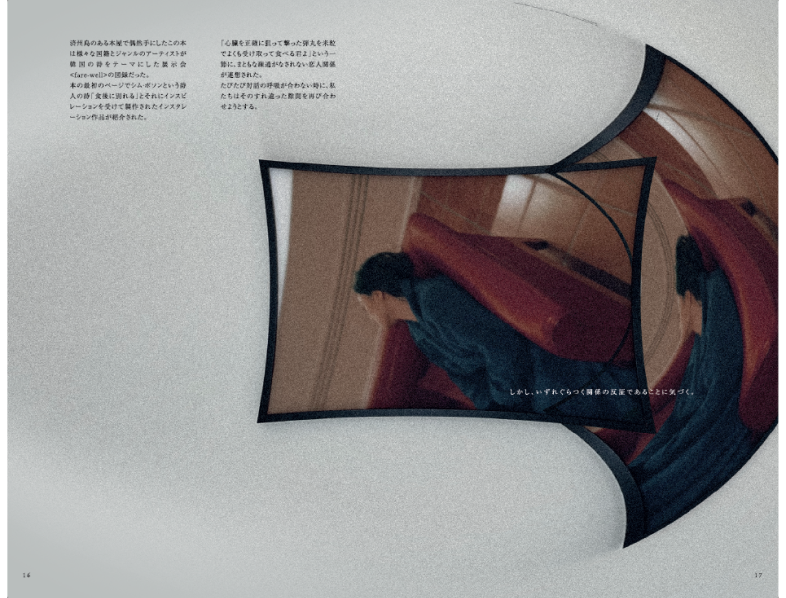 済州島のある本屋で偶然手にしたこの本
は様々な国籍とジャンルのアーティストが
韓国の詩をテーマにした展示会
<fare-well>の図録だった。
本の最初のページでシム・ボソンという詩
人の詩「食後に別れる」とそれにインスピ
レーションを受けて製作されたインスタレ
ーション作品が紹介された。
「心臓を正確に狙って撃った弾丸を米粒
でよくも受け取って食べる君よ」という一
節に、まともな疎通がなされない恋人関係
が連想された。
たびたび対話の呼吸が合わない時に、私
たちはそのすれ違った隙間を再び合わ
せようとする。
しかし、いずれぐらつく関係の反証であることに気づく。
16
17